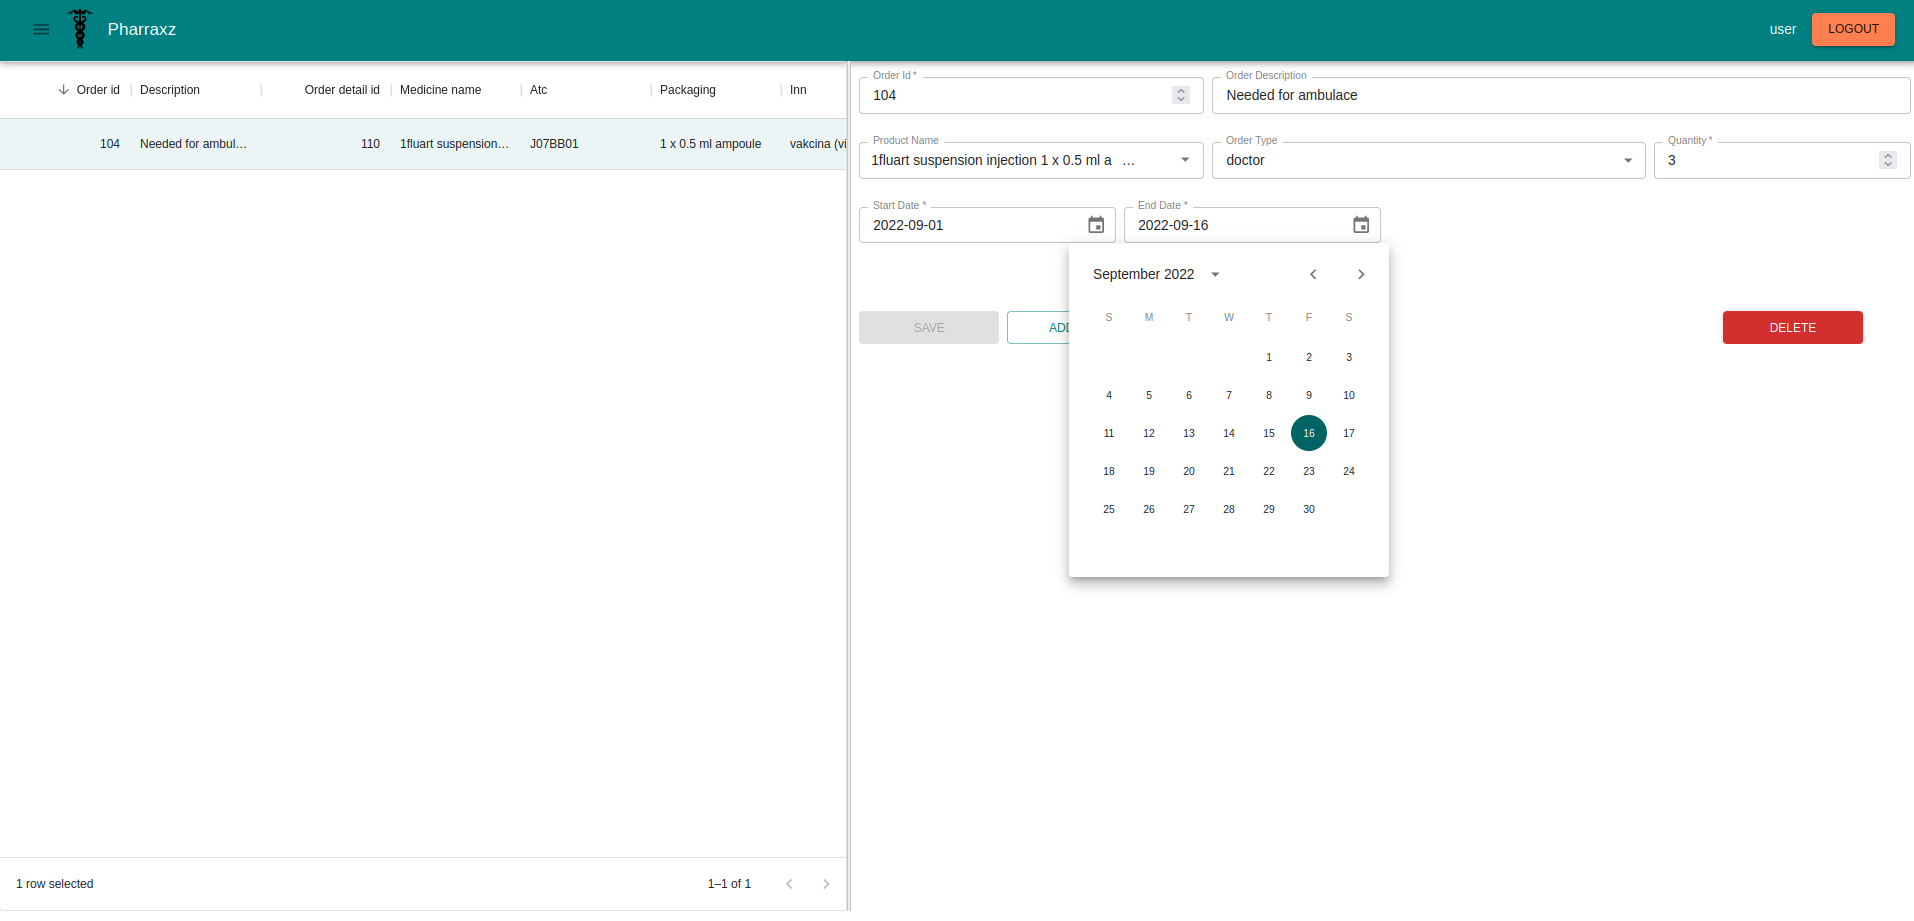 Pharraxz
user
LOGOUT
Order id
Description
Order detail id
Medicine name
Atc
Packaging
Inn
104
Needed for ambul…
110
1fluart suspension…
J07BB01
1 x 0.5 ml ampoule
vakcina (vi
1 row selected
1–1 of 1
Order Id *
104
Order Description
Needed for ambulace
Product Name
1fluart suspension injection 1 x 0.5 ml a …
Order Type
doctor
Quantity *
3
Start Date *
2022-09-01
End Date *
2022-09-16
SAVE
ADD
DELETE
September 2022
S M T W T F S
1 2 3
4 5 6 7 8 9 10
11 12 13 14 15 16 17
18 19 20 21 22 23 24
25 26 27 28 29 30